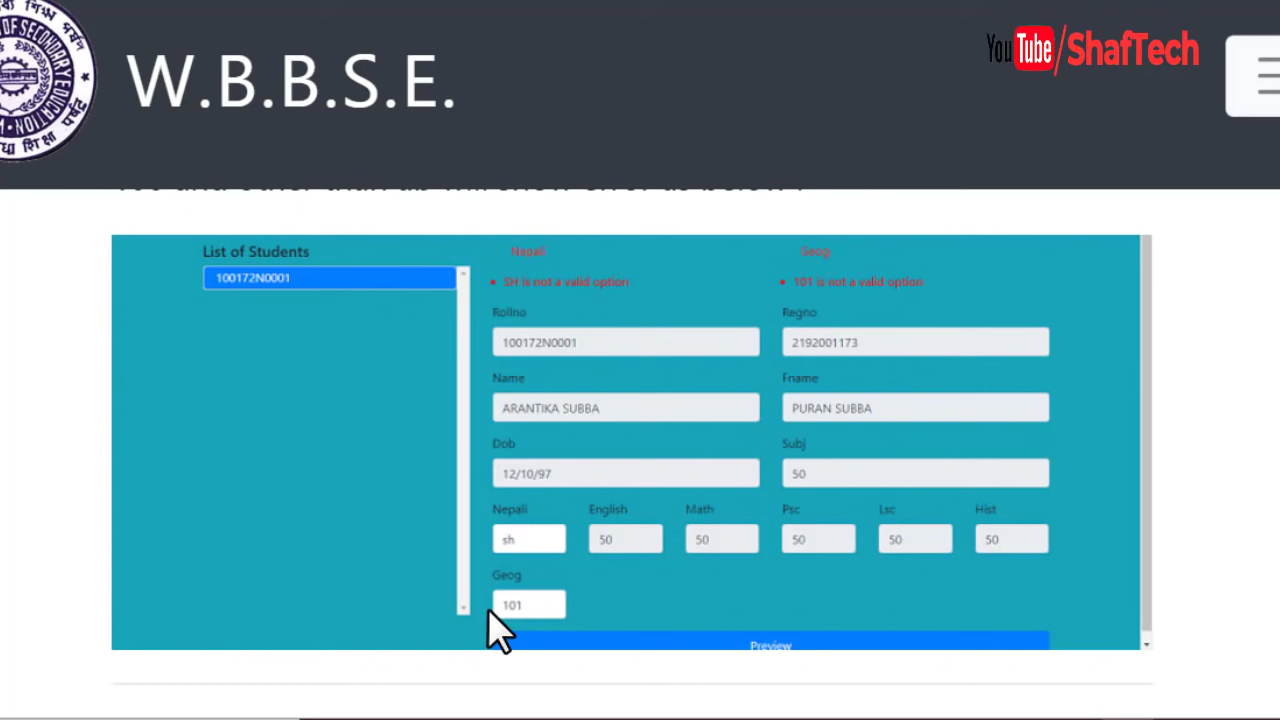 W.B.B.S.E.
YouTube/ShafTech
List of Students
100172N0001
Nepali Geog
• SH is not a valid option • 101 is not a valid option
Rollno Regno
100172N0001 2192001173
Name Fname
ARANTIKA SUBBA PURAN SUBBA
Dob Subj
12/10/97 50
Nepali English Math Psc Lsc Hist
sh 50 50 50 50 50
Geog
101
Preview